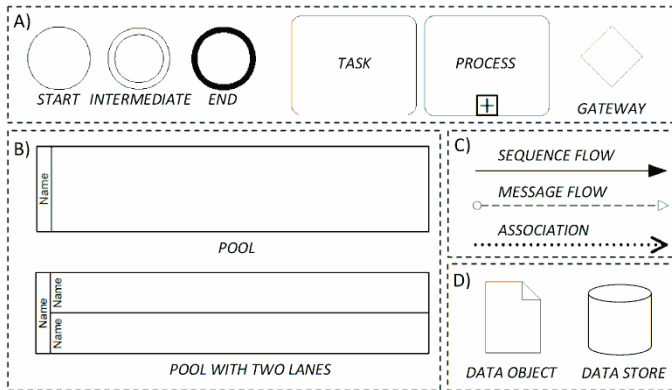 A)
START INTERMEDIATE END
TASK
PROCESS
GATEWAY
B)
Name
POOL
Name
Name
Name
POOL WITH TWO LANES
C)
SEQUENCE FLOW
MESSAGE FLOW
ASSOCIATION
D)
DATA OBJECT
DATA STORE